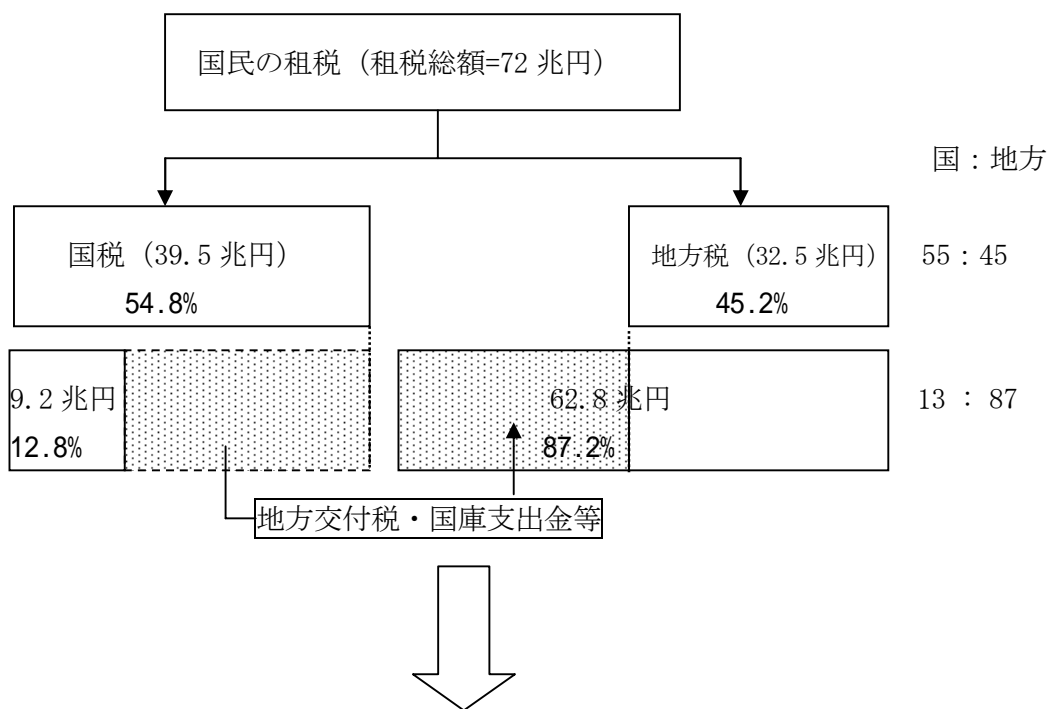 国民の租税（租税総額=72 兆円）
国：地方
国税（39.5 兆円）
54.8%
地方税（32.5 兆円）
45.2%
55：45
9.2 兆円
12.8%
62.8 兆円
87.2%
13 ： 87
地方交付税・国庫支出金等